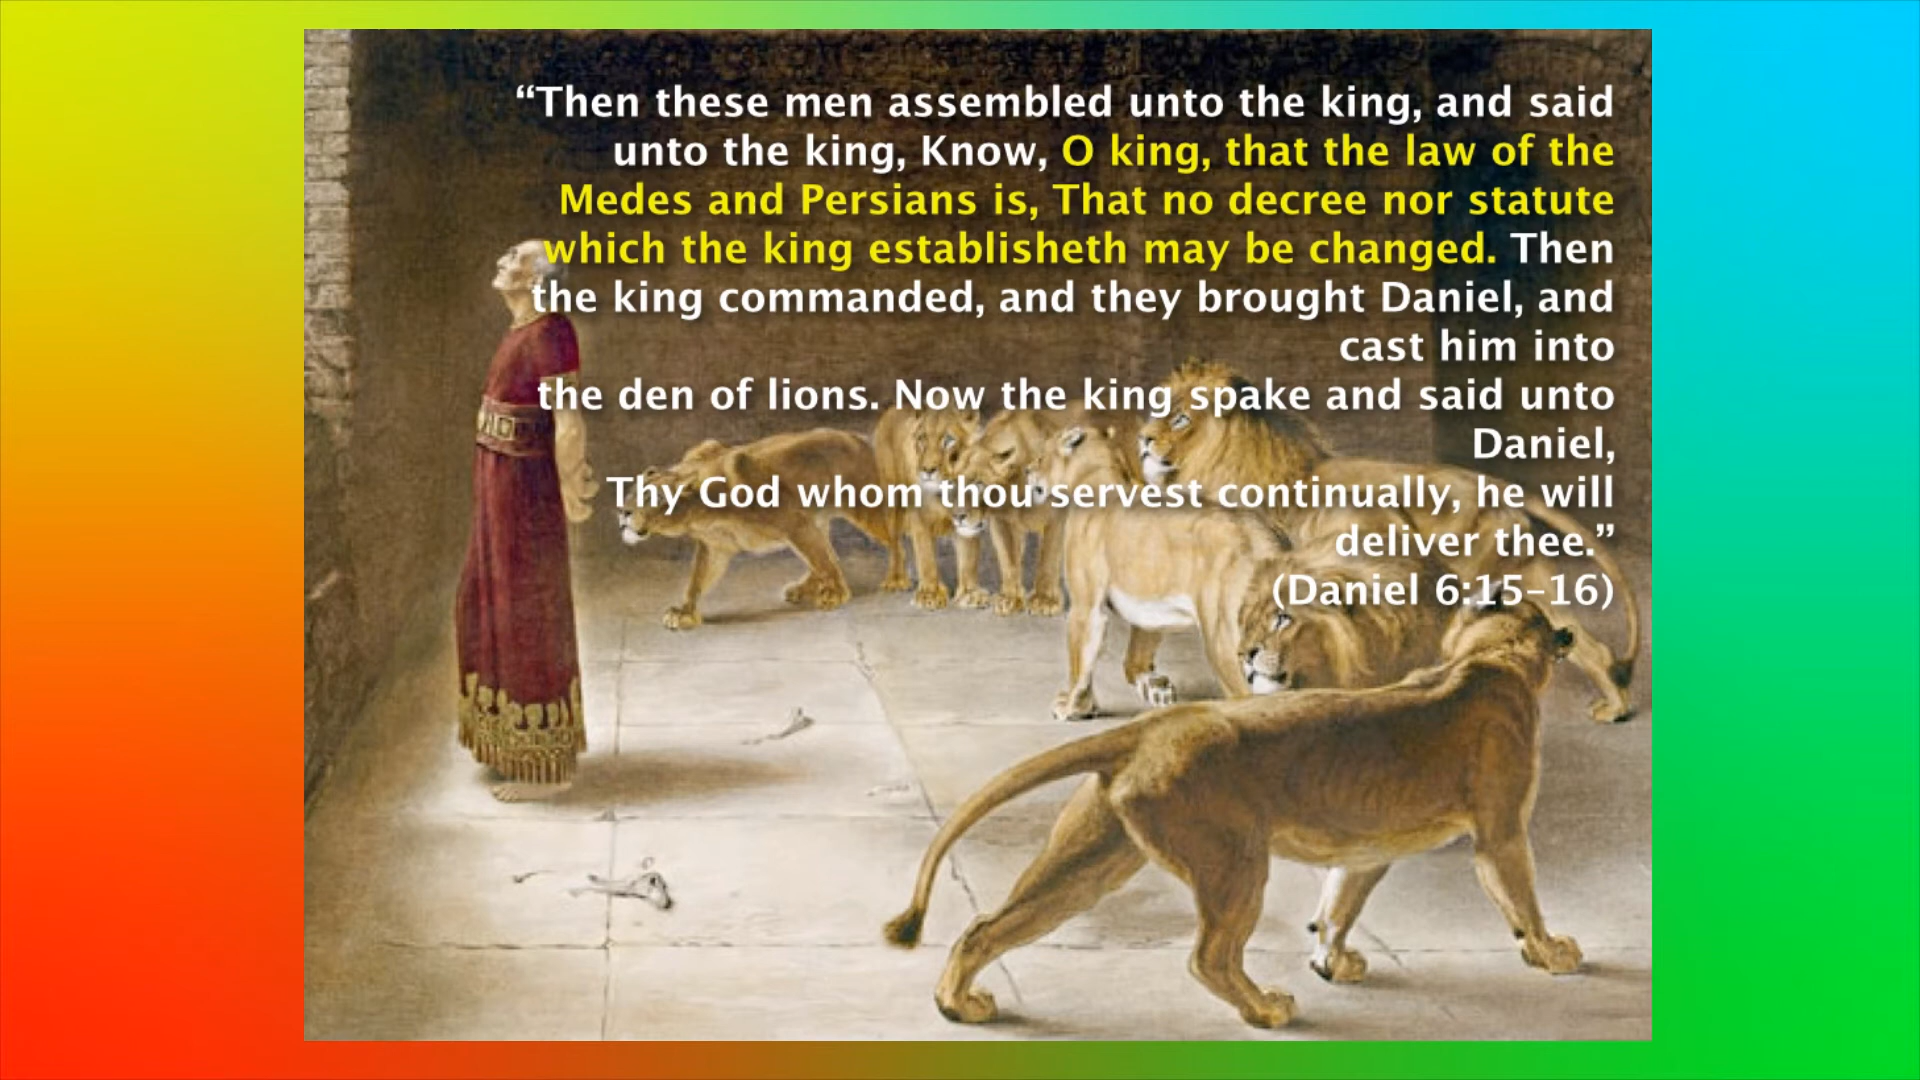 “Then these men assembled unto the king, and said
unto the king, Know, O king, that the law of the
Medes and Persians is, That no decree nor statute
which the king establisheth may be changed. Then
the king commanded, and they brought Daniel, and
cast him into
the den of lions. Now the king spake and said unto
Daniel,
Thy God whom thou servest continually, he will
deliver thee.”
(Daniel 6:15–16)